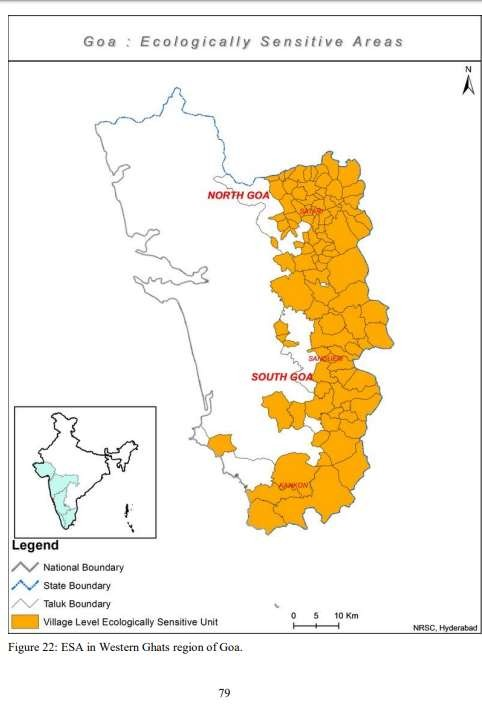 Goa : Ecologically Sensitive Areas
N
NORTH GOA
SATARI
SANGUEM
SOUTH GOA
KANKON
Legend
National Boundary
State Boundary
Taluk Boundary
Village Level Ecologically Sensitive Unit
0 5 10 Km
NRSC, Hyderabad
Figure 22: ESA in Western Ghats region of Goa.
79